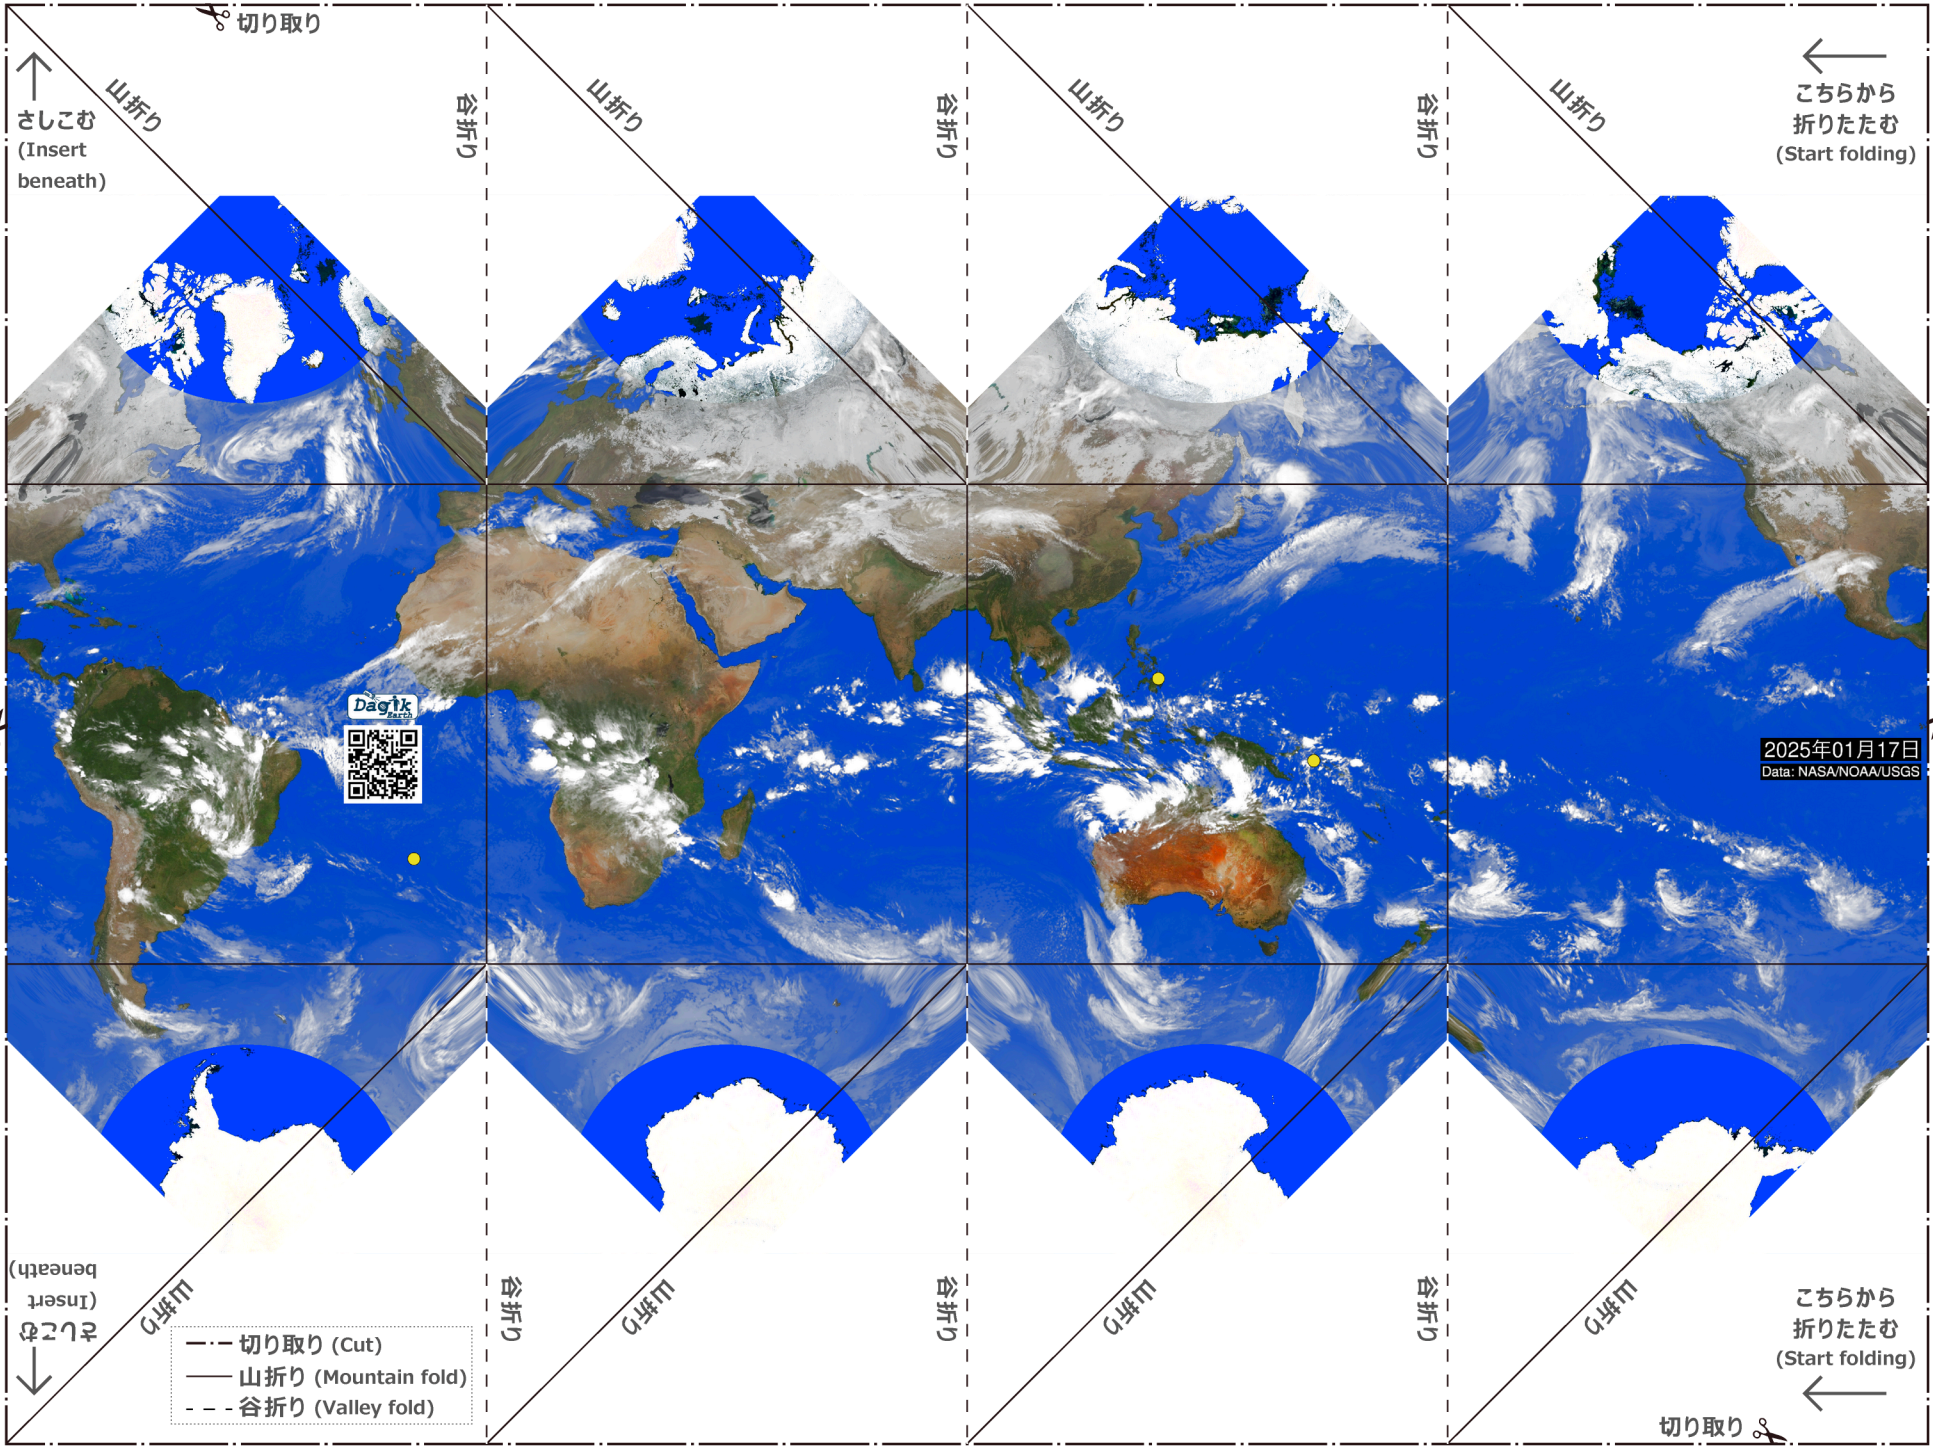 切り取り
さしこむ
(Insert
beneath)
山折り
谷折り
山折り
谷折り
山折り
谷折り
山折り
こちらから
折りたたむ
(Start folding)
Dagik
Earth
2025年01月17日
Data: NASA/NOAA/USGS
さしこむ
(Insert
beneath)
山折り
谷折り
山折り
谷折り
山折り
谷折り
山折り
こちらから
折りたたむ
(Start folding)
切り取り (Cut)
山折り (Mountain fold)
谷折り (Valley fold)
切り取り